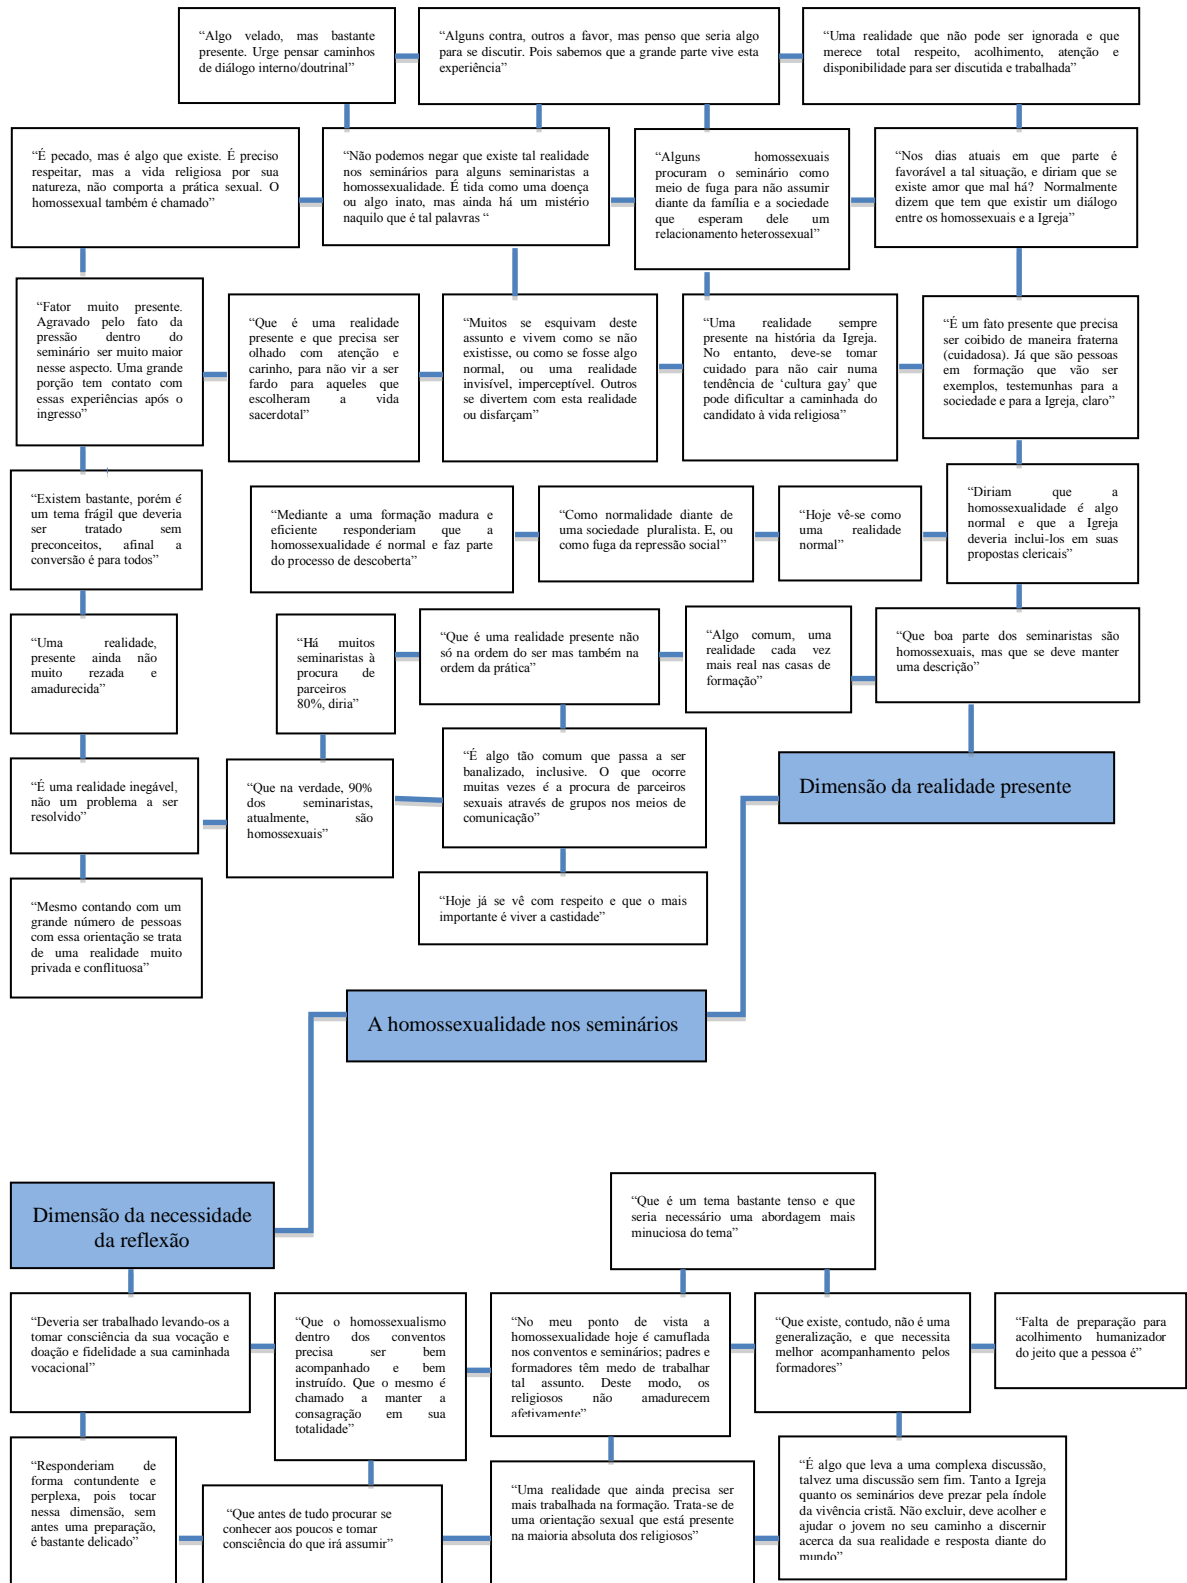 “Algo velado, mas bastante
presente. Urge pensar caminhos
de diálogo interno/doutrinal”
“Alguns contra, outros a favor, mas penso que seria algo
para se discutir. Pois sabemos que a grande parte vive esta
experiência”
“Uma realidade que não pode ser ignorada e que
merece total respeito, acolhimento, atenção e
disponibilidade para ser discutida e trabalhada”
“É pecado, mas é algo que existe. É preciso
respeitar, mas a vida religiosa por sua
natureza, não comporta a prática sexual. O
homossexual também é chamado”
“Não podemos negar que existe tal realidade
nos seminários para alguns seminaristas a
homossexualidade. É tida como uma doença
ou algo inato, mas ainda há um mistério
naquilo que é tal palavras “
“Alguns homossexuais
procuram o seminário como
meio de fuga para não assumir
diante da família e a sociedade
que esperam dele um
relacionamento heterossexual”
“Nos dias atuais em que parte é
favorável a tal situação, e diriam que se
existe amor que mal há? Normalmente
dizem que tem que existir um diálogo
entre os homossexuais e a Igreja”
“Fator muito presente.
Agravado pelo fato da
pressão dentro do
seminário ser muito maior
nesse aspecto. Uma grande
porção tem contato com
essas experiências após o
ingresso”
“Que é uma realidade
presente e que precisa ser
olhado com atenção e
carinho, para não vir a ser
fardo para aqueles que
escolheram a vida
sacerdotal”
“Muitos se esquivam deste
assunto e vivem como se não
existisse, ou como se fosse algo
normal, ou uma realidade
invisível, imperceptível. Outros
se divertem com esta realidade
ou disfarçam”
“Uma realidade sempre
presente na história da Igreja.
No entanto, deve-se tomar
cuidado para não cair numa
tendência de ‘cultura gay’ que
pode dificultar a caminhada do
candidato à vida religiosa”
“É um fato presente que precisa
ser coibido de maneira fraterna
(cuidadosa). Já que são pessoas
em formação que vão ser
exemplos, testemunhas para a
sociedade e para a Igreja, claro”
“Existem bastante, porém é
um tema frágil que deveria
ser tratado sem
preconceitos, afinal a
conversão é para todos”
“Mediante a uma formação madura e
eficiente responderiam que a
homossexualidade é normal e faz parte
do processo de descoberta”
“Como normalidade diante de
uma sociedade pluralista. E, ou
como fuga da repressão social”
“Hoje vê-se como
uma realidade
normal”
“Diriam que a
homossexualidade é algo
normal e que a Igreja
deveria inclui-los em suas
propostas clericais”
“Uma realidade,
presente ainda não
muito rezada e
amadurecida”
“Há muitos
seminaristas à
procura de
parceiros
80%, diria”
“Que é uma realidade presente não
só na ordem do ser mas também na
ordem da prática”
“Algo comum, uma
realidade cada vez
mais real nas casas de
formação”
“Que boa parte dos seminaristas são
homossexuais, mas que se deve manter
uma descrição”
“É uma realidade inegável,
não um problema a ser
resolvido”
“Que na verdade, 90%
dos seminaristas,
atualmente, são
homossexuais”
“É algo tão comum que passa a ser
banalizado, inclusive. O que ocorre
muitas vezes é a procura de parceiros
sexuais através de grupos nos meios de
comunicação”
Dimensão da realidade presente
“Mesmo contando com um
grande número de pessoas
com essa orientação se trata
de uma realidade muito
privada e conflituosa”
“Hoje já se vê com respeito e que o mais
importante é viver a castidade”
A homossexualidade nos seminários
Dimensão da necessidade
da reflexão
“Que é um tema bastante tenso e que
seria necessário uma abordagem mais
minuciosa do tema”
“Deveria ser trabalhado levando-os a
tomar consciência da sua vocação e
doação e fidelidade a sua caminhada
vocacional”
“Que o homossexualismo
dentro dos conventos
precisa ser bem
acompanhado e bem
instruído. Que o mesmo é
chamado a manter a
consagração em sua
totalidade”
“No meu ponto de vista a
homossexualidade hoje é camuflada
nos conventos e seminários; padres e
formadores têm medo de trabalhar
tal assunto. Deste modo, os
religiosos não amadurecem
afetivamente”
“Que existe, contudo, não é uma
generalização, e que necessita
melhor acompanhamento pelos
formadores”
“Falta de preparação para
acolhimento humanizador
do jeito que a pessoa é”
“Responderiam de
forma contundente e
perplexa, pois tocar
nessa dimensão, sem
antes uma preparação,
é bastante delicado”
“Que antes de tudo procurar se
conhecer aos poucos e tomar
consciência do que irá assumir”
“Uma realidade que ainda precisa ser
mais trabalhada na formação. Trata-se de
uma orientação sexual que está presente
na maioria absoluta dos religiosos”
“É algo que leva a uma complexa discussão,
talvez uma discussão sem fim. Tanto a Igreja
quanto os seminários deve prezar pela índole
da vivência cristã. Não excluir, deve acolher e
ajudar o jovem no seu caminho a discernir
acerca da sua realidade e resposta diante do
mundo”